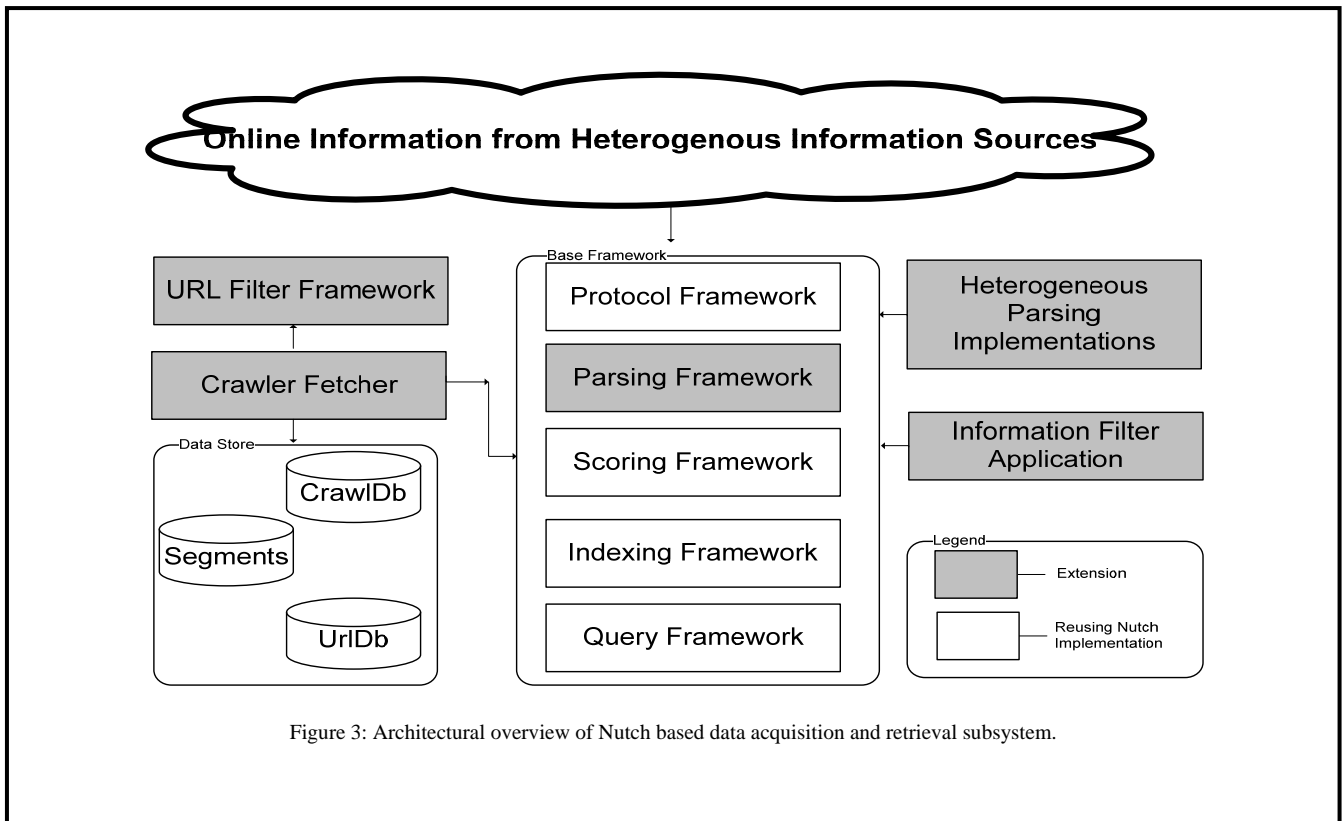 Online Information from Heterogenous Information Sources
URL Filter Framework
Crawler Fetcher
Data Store
CrawlDb
Segments
UrlDb
Base Framework
Protocol Framework
Parsing Framework
Scoring Framework
Indexing Framework
Query Framework
Heterogeneous
Parsing
Implementations
Information Filter
Application
Legend
Extension
Reusing Nutch
Implementation
Figure 3: Architectural overview of Nutch based data acquisition and retrieval subsystem.